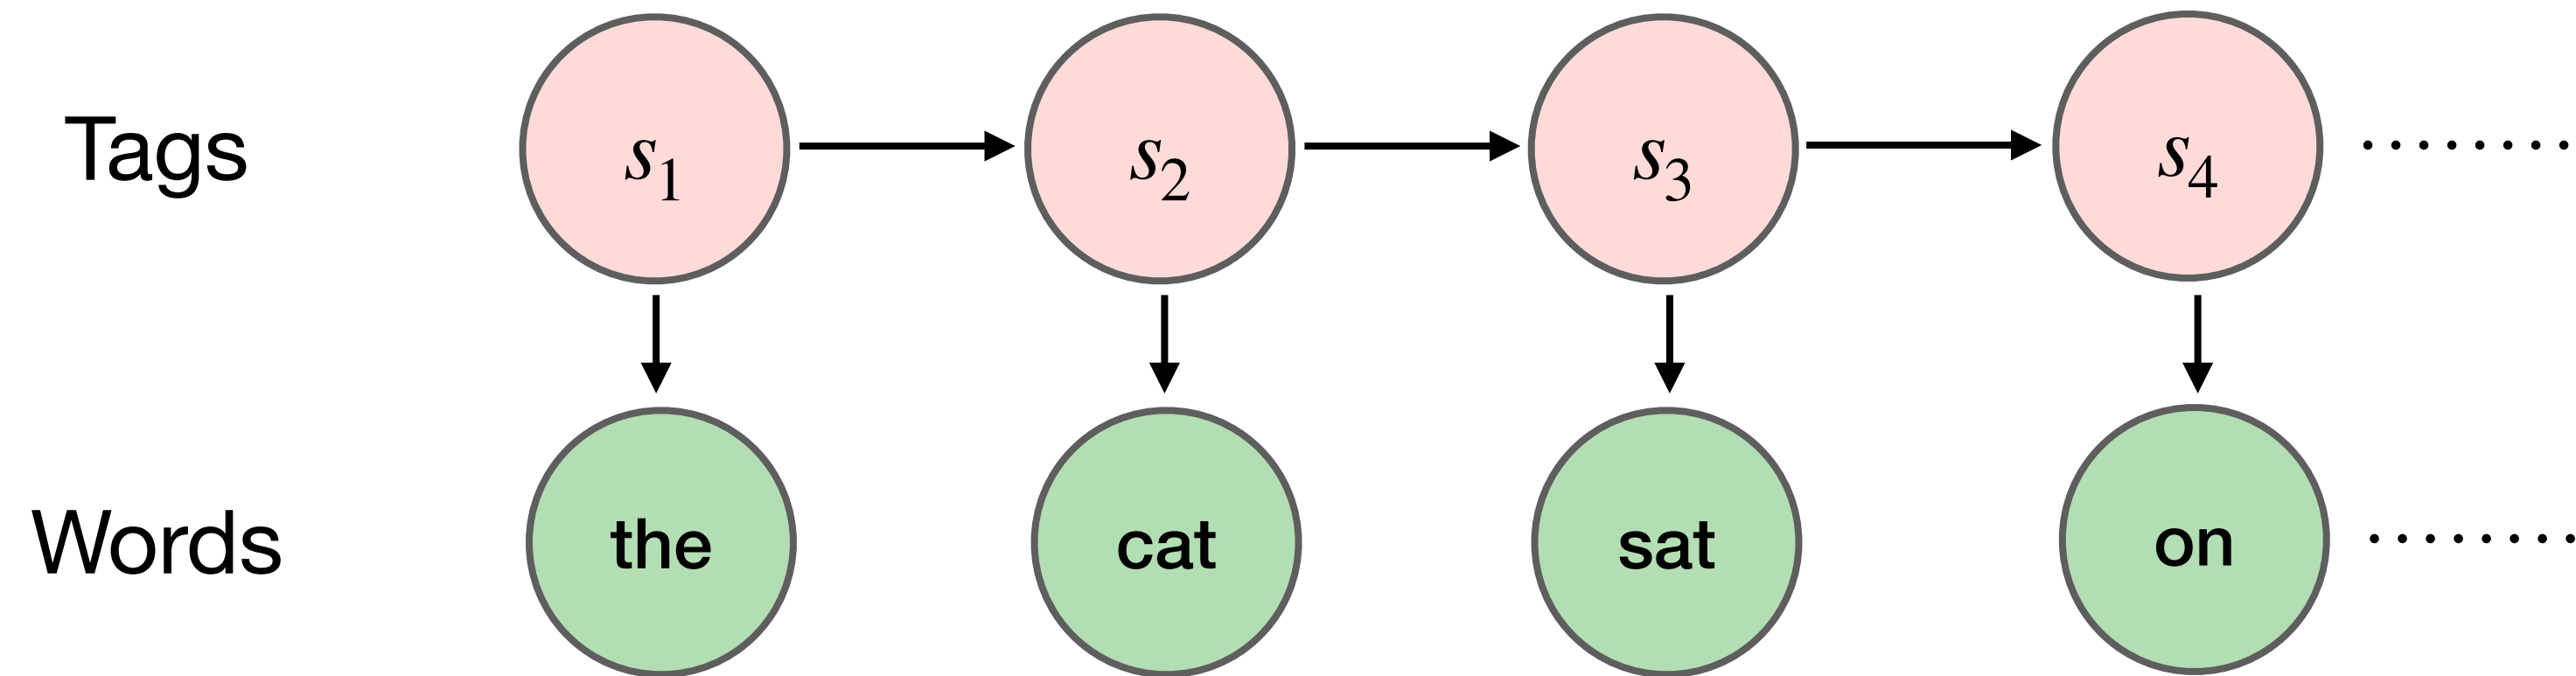 Tags s₁ s₂ s₃ s₄ ........
Words the cat sat on ........